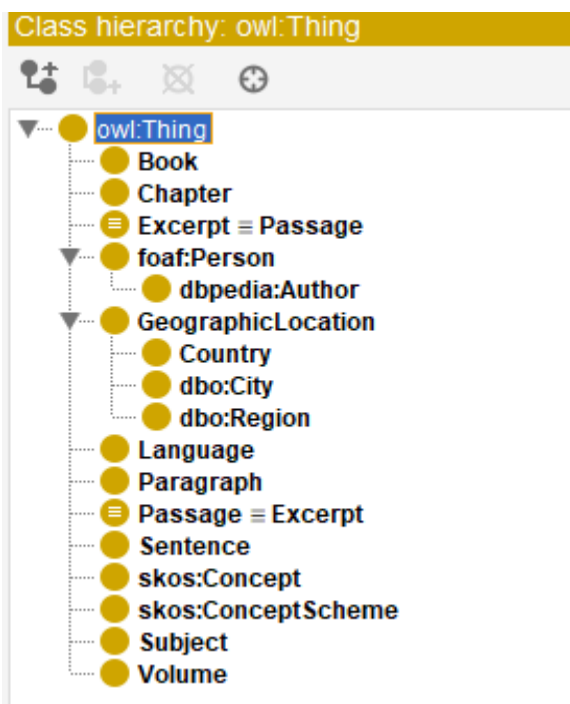 Class hierarchy: owl:Thing
owl:Thing
Book
Chapter
Excerpt ≡ Passage
foaf:Person
dbpedia:Author
GeographicLocation
Country
dbo:City
dbo:Region
Language
Paragraph
Passage ≡ Excerpt
Sentence
skos:Concept
skos:ConceptScheme
Subject
Volume